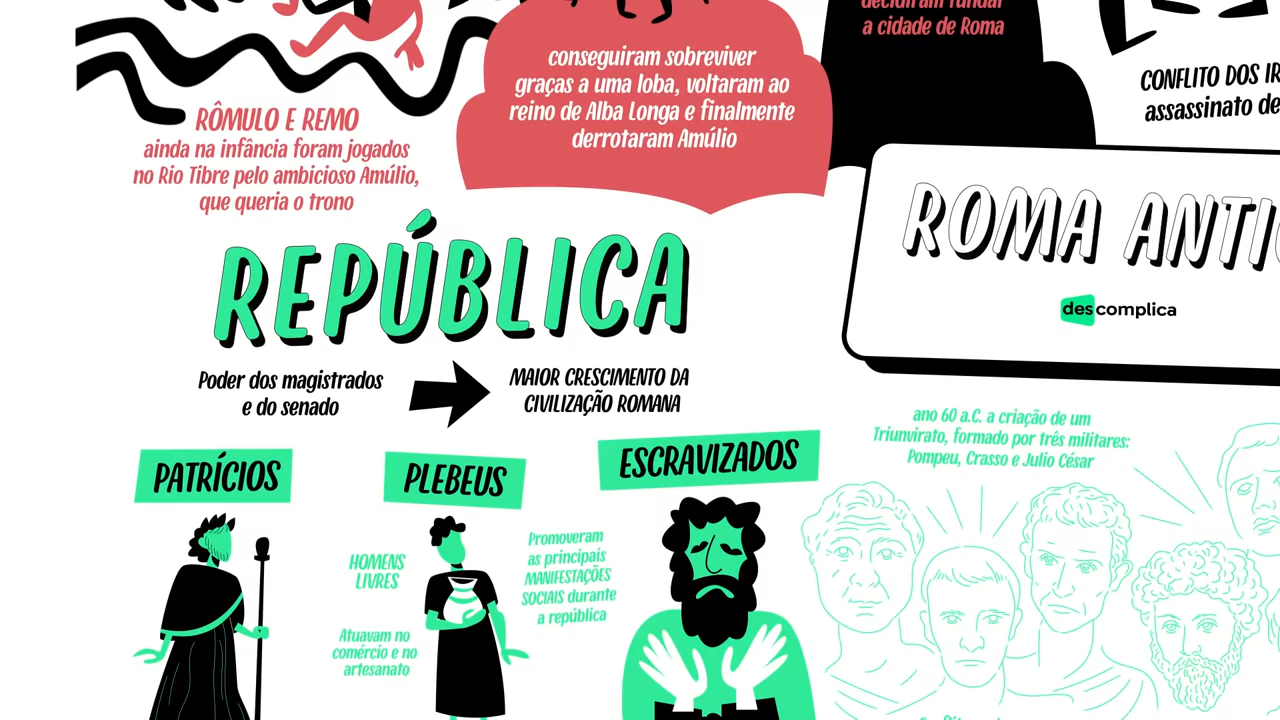 decidiram fundar
a cidade de Roma
conseguiram sobreviver
graças a uma loba, voltaram ao
reino de Alba Longa e finalmente
derrotaram Amúlio
CONFLITO DOS
assassinato de
RÔMULO E REMO
ainda na infância foram jogados
no Rio Tibre pelo ambicioso Amúlio,
que queria o trono
ROMA ANTI
descomplica
REPÚBLICA
Poder dos magistrados
e do senado
MAIOR CRESCIMENTO DA
CIVILIZAÇÃO ROMANA
ano 60 a.C. a criação de um
Triunvirato, formado por três militares:
Pompeu, Crasso e Julio César
PATRÍCIOS
PLEBEUS
ESCRAVIZADOS
HOMENS
LIVRES
Atuavam no
comércio e no
artesanato
Promoveram
as principais
MANIFESTAÇÕES
SOCIAIS durante
a república